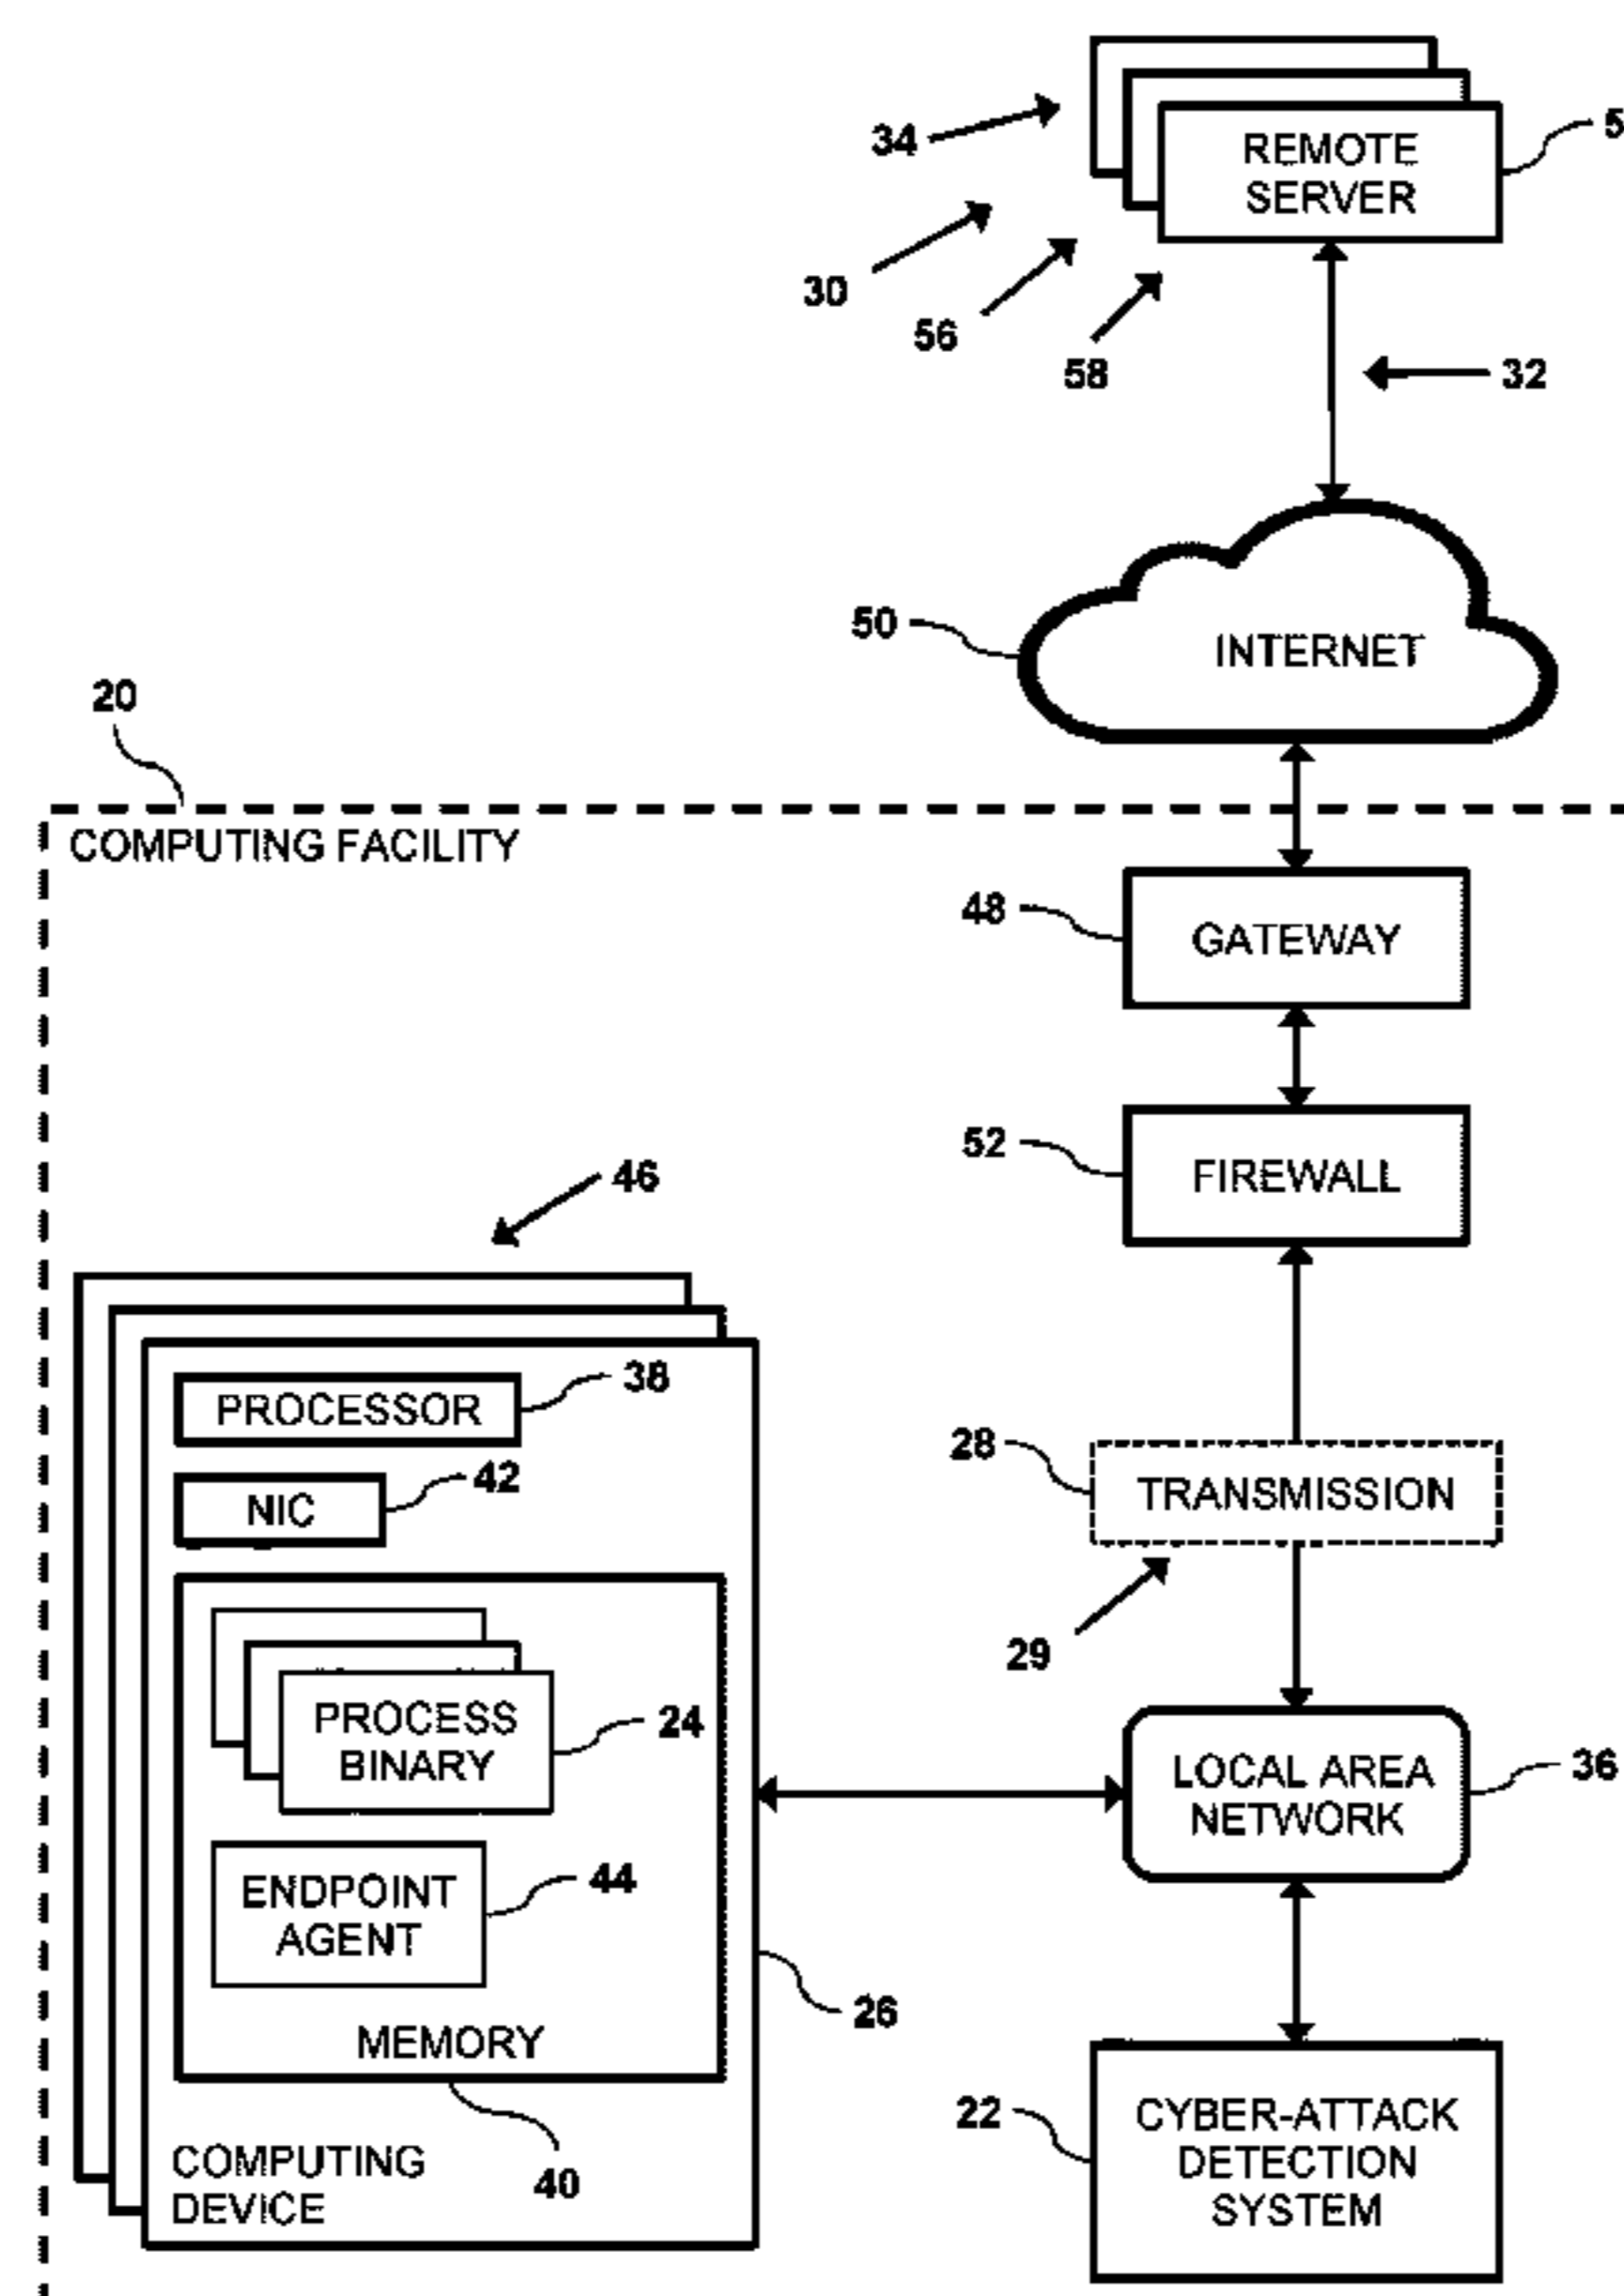 34
REMOTE
SERVER
5
30
56
58
32
50
INTERNET
20
COMPUTING FACILITY
48
GATEWAY
52
FIREWALL
46
PROCESSOR
38
NIC
42
28
TRANSMISSION
29
PROCESS
BINARY
24
LOCAL AREA
NETWORK
36
ENDPOINT
AGENT
44
26
MEMORY
40
COMPUTING
DEVICE
22
CYBER-ATTACK
DETECTION
SYSTEM